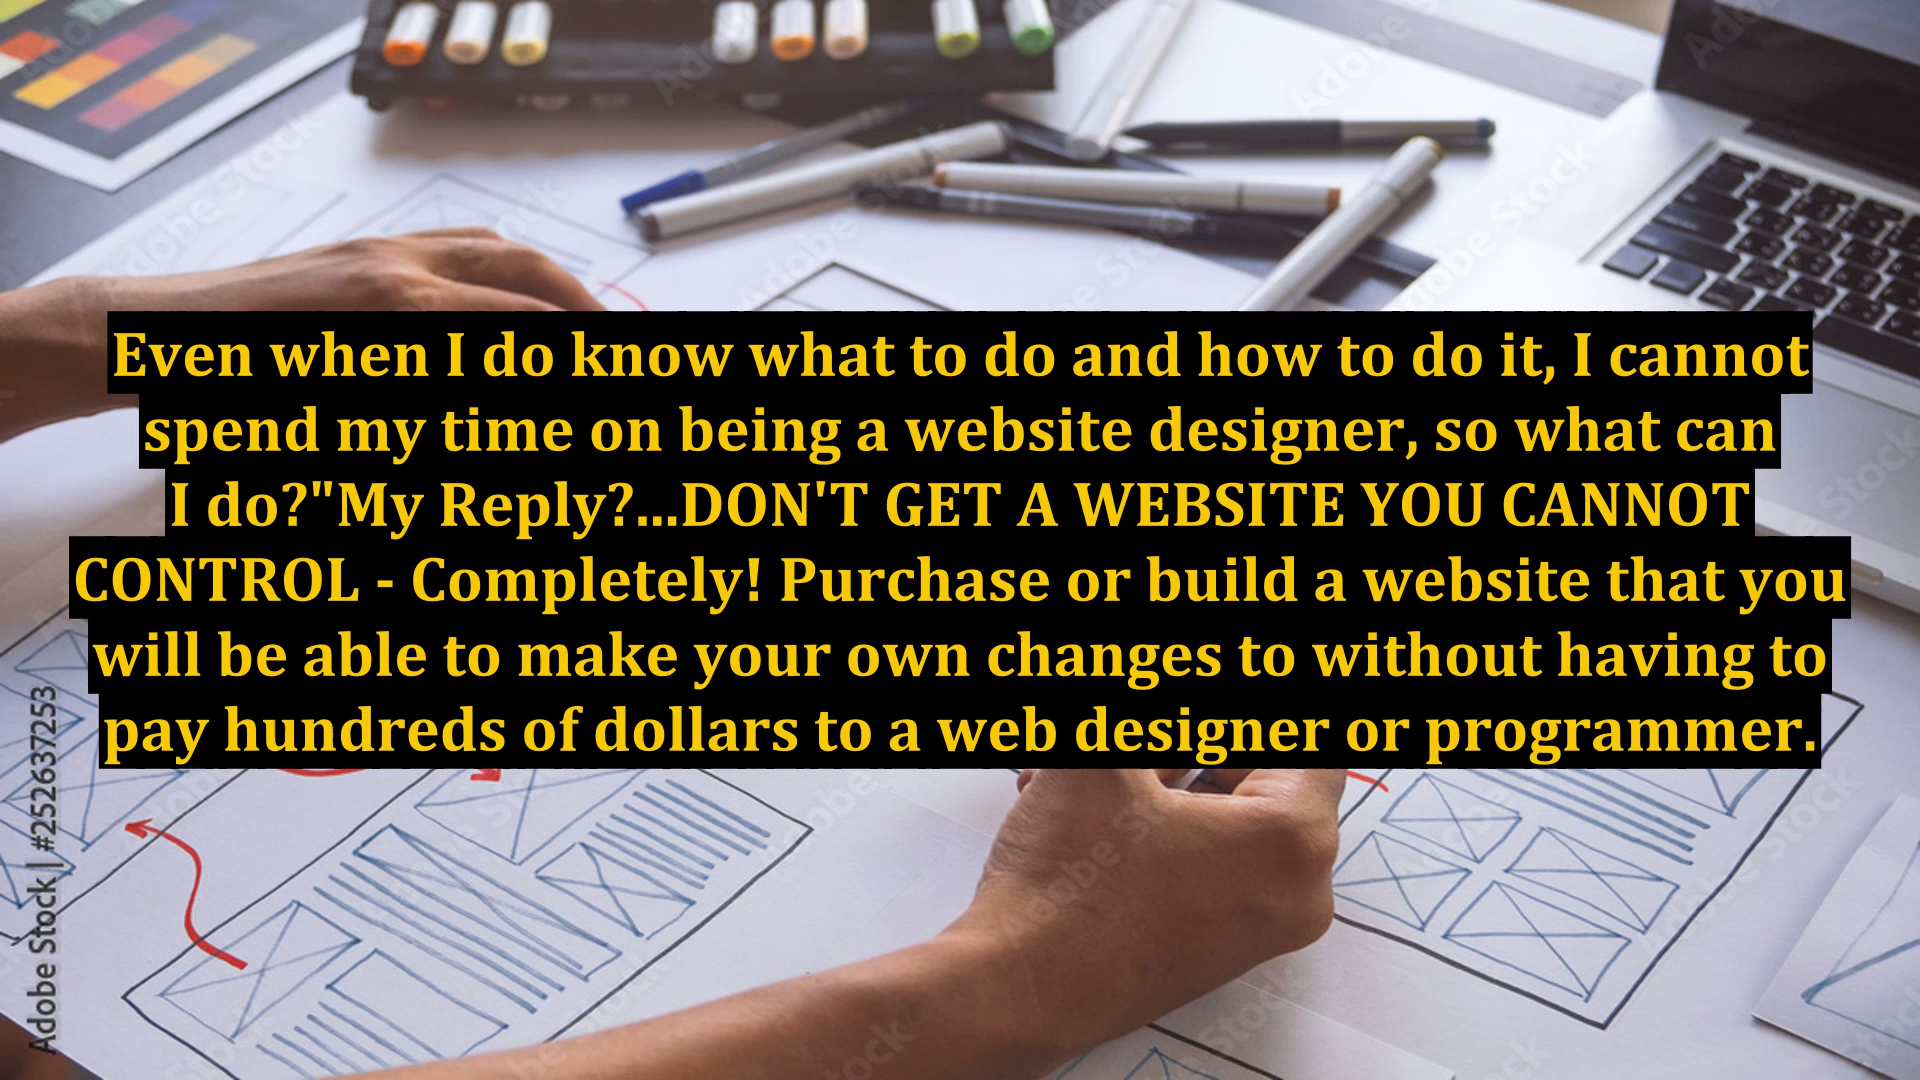 Even when I do know what to do and how to do it, I cannot
spend my time on being a website designer, so what can
I do?"My Reply?...DON'T GET A WEBSITE YOU CANNOT
CONTROL - Completely! Purchase or build a website that you
will be able to make your own changes to without having to
pay hundreds of dollars to a web designer or programmer.
Adobe Stock | #252637253